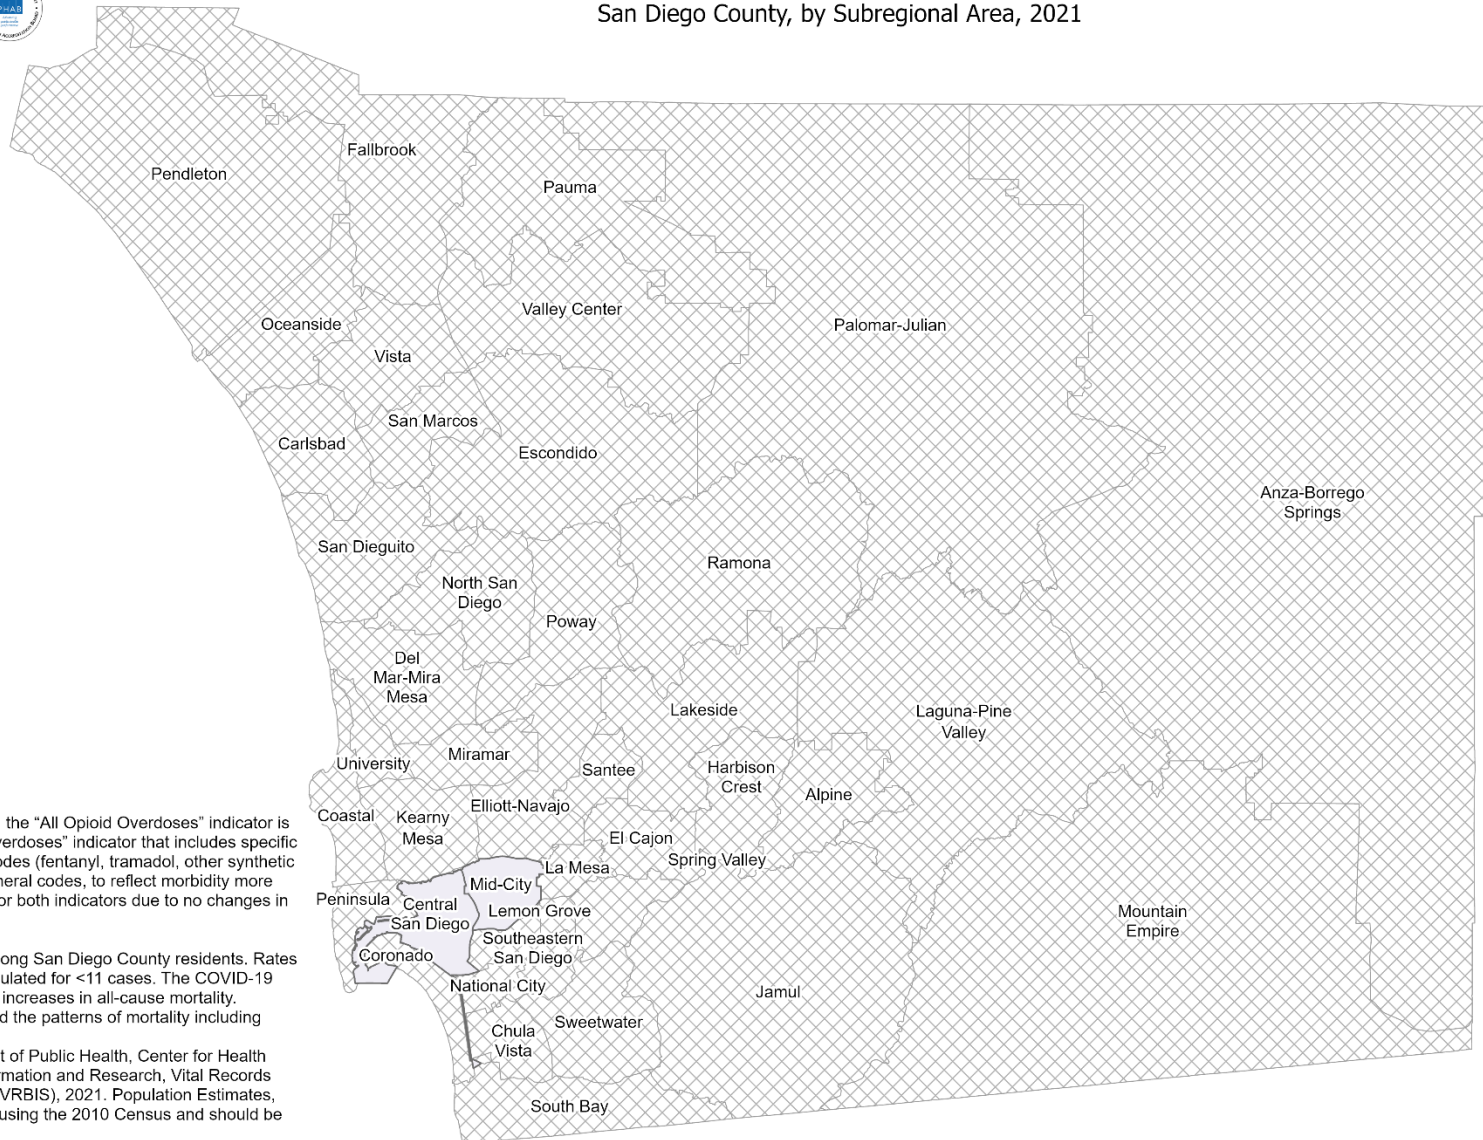 PHAB
San Diego County, by Subregional Area, 2021
Fallbrook
Pendleton
Pauma
Valley Center
Oceanside
Palomar-Julian
Vista
San Marcos
Carlsbad
Escondido
Anza-Borrego
Springs
San Dieguito
Ramona
North San
Diego
Poway
Del
Mar-Mira
Mesa
Lakeside
Laguna-Pine
Valley
Miramar
University
Santee
Harbison
Crest
Alpine
Elliott-Navajo
Coastal
Kearny
Mesa
El Cajon
Spring Valley
La Mesa
Mid-City
Peninsula
Central
San Diego
Lemon Grove
Mountain
Empire
Southeastern
San Diego
Coronado
National City
Jamul
Sweetwater
Chula
Vista
South Bay
the “All Opioid Overdoses” indicator is
verdoses” indicator that includes specific
odes (fentanyl, tramadol, other synthetic
neral codes, to reflect morbidity more
or both indicators due to no changes in
ong San Diego County residents. Rates
ulated for <11 cases. The COVID-19
increases in all-cause mortality.
d the patterns of mortality including
t of Public Health, Center for Health
rmation and Research, Vital Records
VRBIS), 2021. Population Estimates,
using the 2010 Census and should be